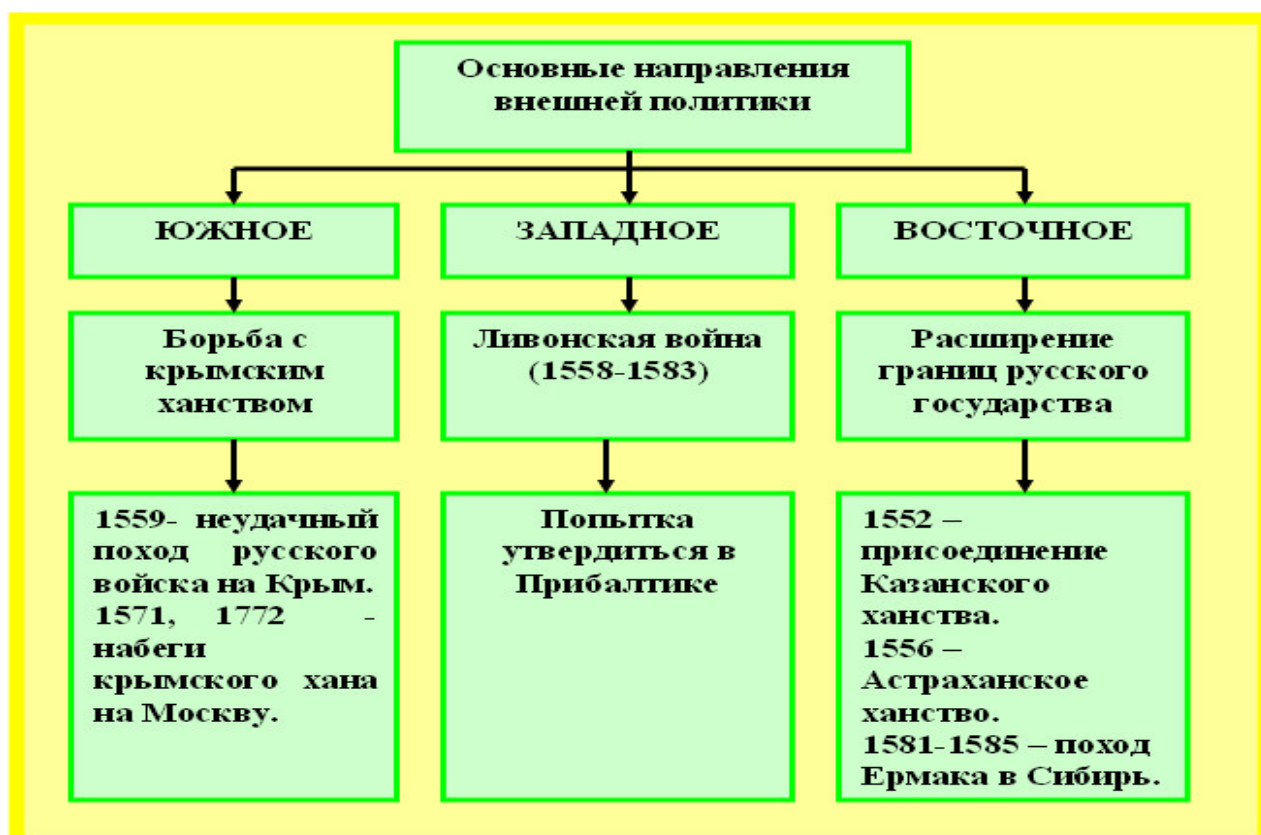 Основные направления
внешней политики
ЮЖНОЕ
ЗАПАДНОЕ
ВОСТОЧНОЕ
Борьба с
крымским
ханством
Ливонская война
(1558-1583)
Расширение
границ русского
государства
1559- неудачный
поход русского
войска на Крым.
1571, 1772 -
набеги
крымского хана
на Москву.
Попытка
утвердиться в
Прибалтике
1552 –
присоединение
Казанского
ханства.
1556 –
Астраханское
ханство.
1581-1585 – поход
Ермака в Сибирь.